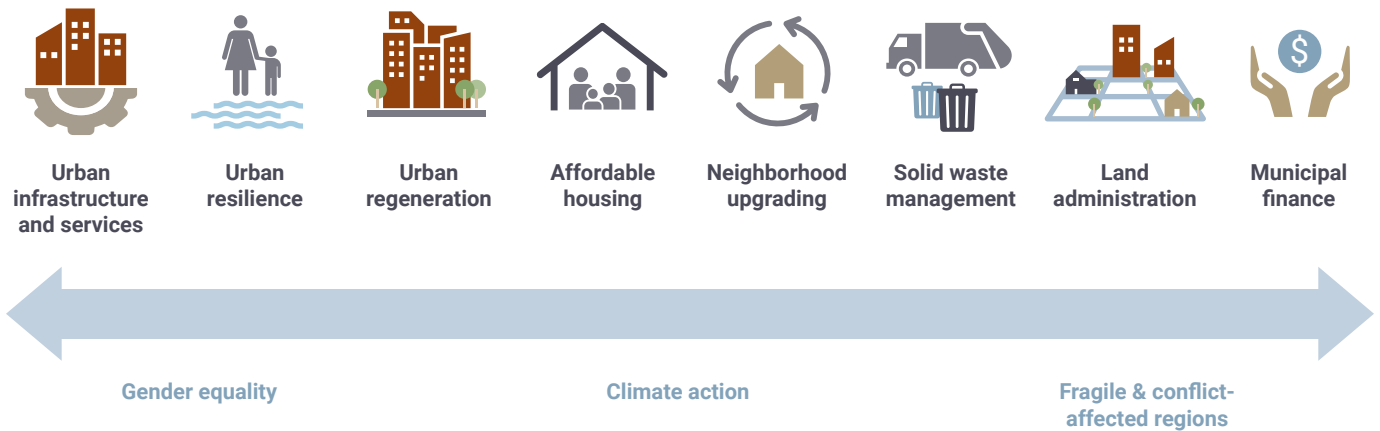 $
Urban
infrastructure
and services
Urban
resilience
Urban
regeneration
Affordable
housing
Neighborhood
upgrading
Solid waste
management
Land
administration
Municipal
finance
Gender equality
Climate action
Fragile & conflict-
affected regions